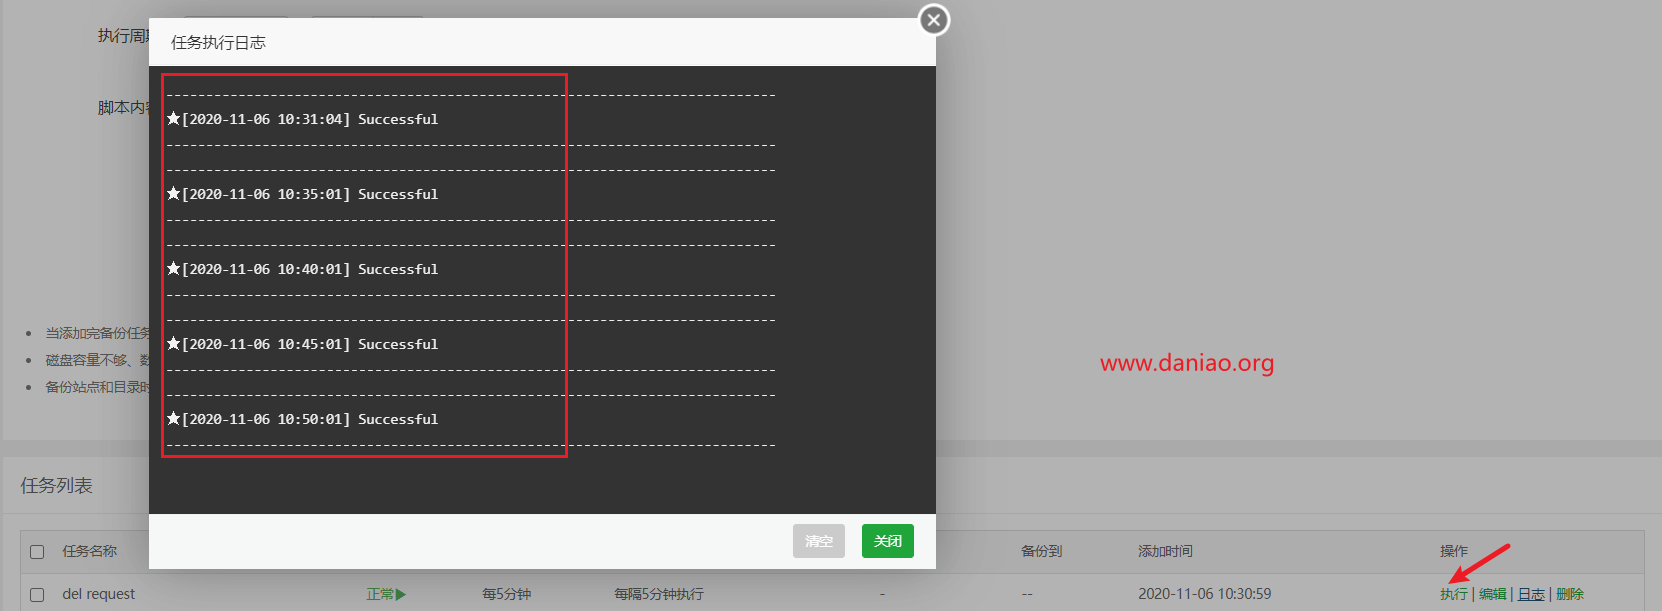 执行周
任务执行日志
脚本内
--------------------------------------------------------------------------
★[2020-11-06 10:31:04] Successful
--------------------------------------------------------------------------
--------------------------------------------------------------------------
★[2020-11-06 10:35:01] Successful
--------------------------------------------------------------------------
--------------------------------------------------------------------------
★[2020-11-06 10:40:01] Successful
--------------------------------------------------------------------------
--------------------------------------------------------------------------
★[2020-11-06 10:45:01] Successful
--------------------------------------------------------------------------
--------------------------------------------------------------------------
★[2020-11-06 10:50:01] Successful
--------------------------------------------------------------------------
当添加完备份任务
磁盘容量不够、数
备份站点和目录时
www.daniao.org
清空 关闭
任务列表
任务名称 备份到 添加时间 操作
del request 正常 每5分钟 每隔5分钟执行 - -- 2020-11-06 10:30:59 执行 | 编辑 | 日志 | 删除